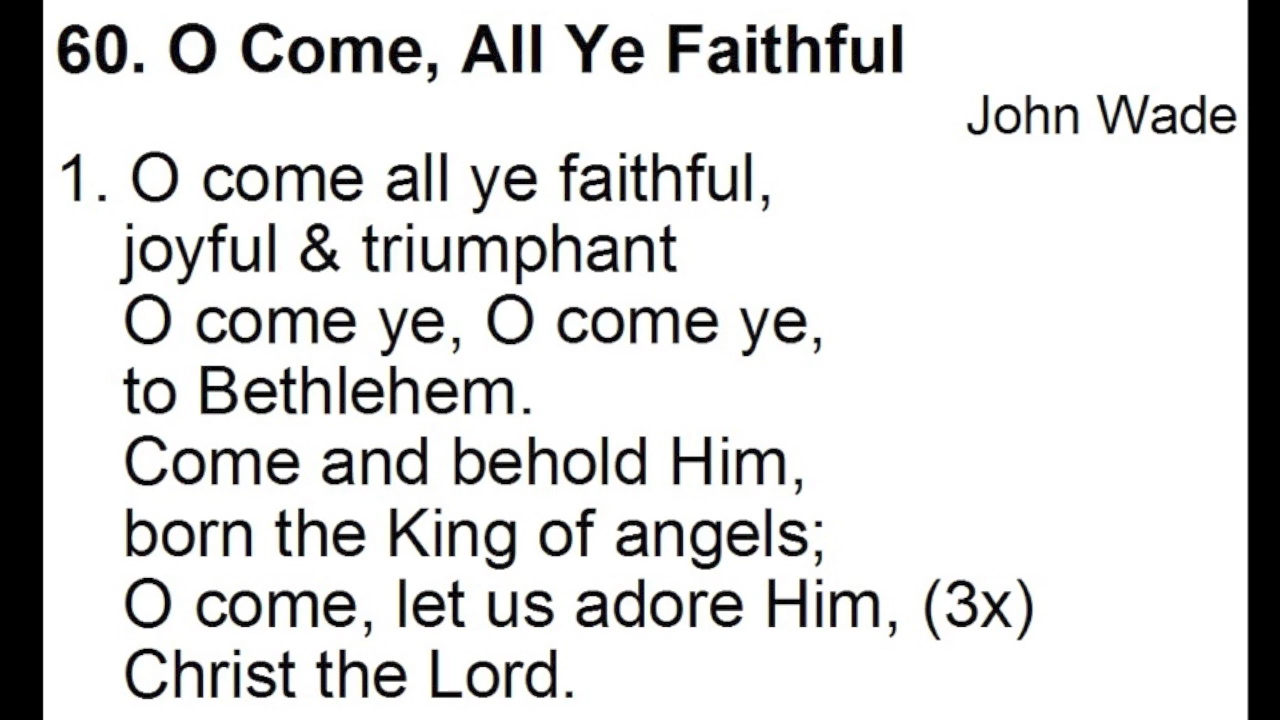 60. O Come, All Ye Faithful
John Wade
1. O come all ye faithful,
joyful & triumphant
O come ye, O come ye,
to Bethlehem.
Come and behold Him,
born the King of angels;
O come, let us adore Him, (3x)
Christ the Lord.